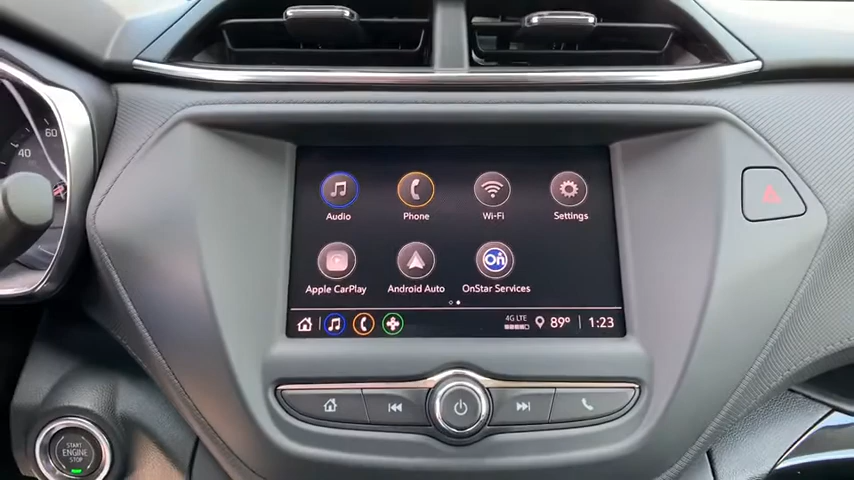 60
40
Audio
Phone
Wi-Fi
Settings
Apple CarPlay
Android Auto
On
OnStar Services
4G LTE
89°
1:23
START
ENGINE
STOP